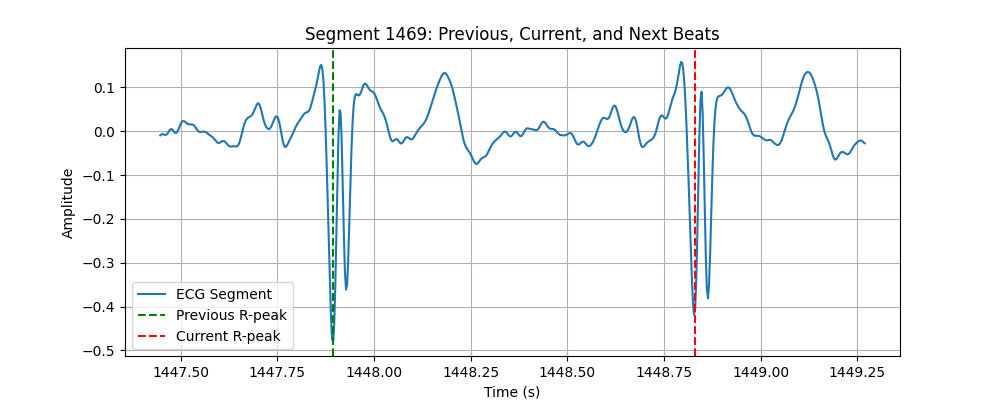 Segment 1469: Previous, Current, and Next Beats
Amplitude
0.1
0.0
−0.1
−0.2
−0.3
−0.4
−0.5
ECG Segment
Previous R-peak
Current R-peak
1447.50 1447.75 1448.00 1448.25 1448.50 1448.75 1449.00 1449.25
Time (s)